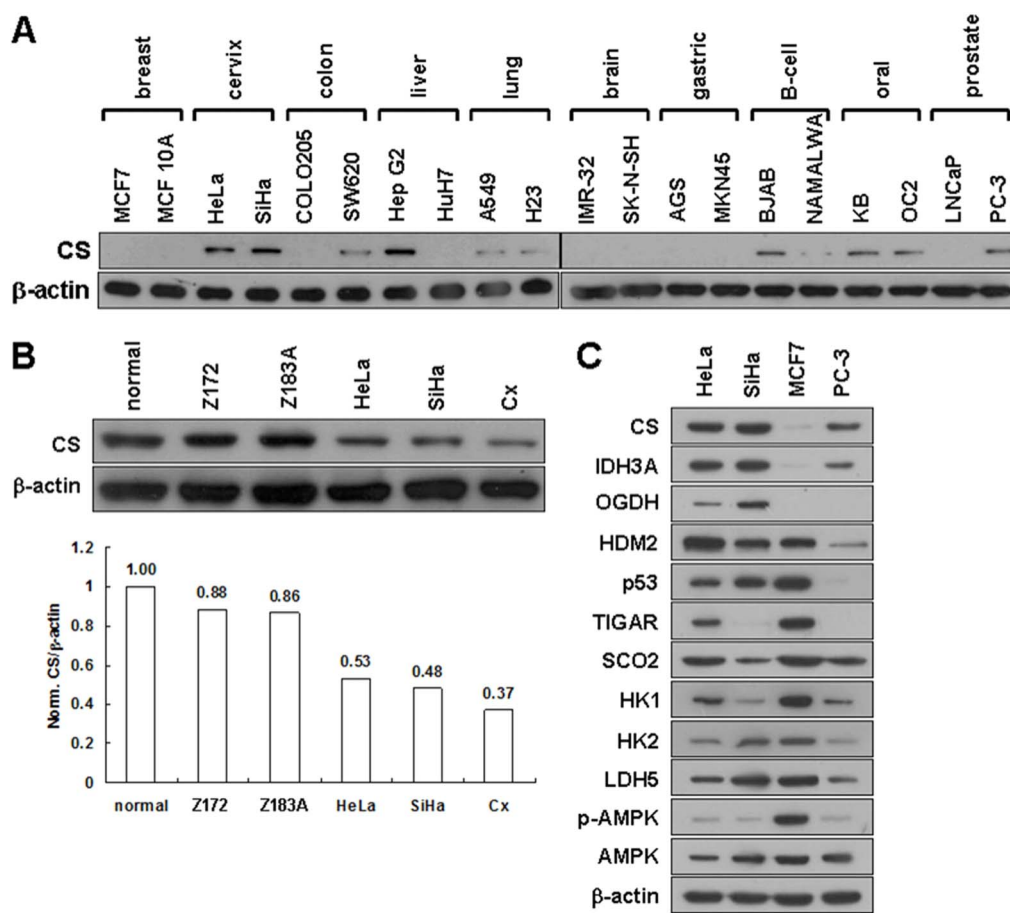 A
breast cervix colon liver lung brain gastric B-cell oral prostate
MCF7 MCF 10A HeLa SiHa COLO205 SW620 Hep G2 HuH7 A549 H23 IMR-32 SK-N-SH AGS MKN45 BJAB NAMALWA KB OC2 LNCaP PC-3
CS
β-actin
B
normal Z172 Z183A HeLa SiHa Cx
CS
β-actin
Norm. CS/β-actin
1.2
1
0.8
0.6
0.4
0.2
0
1.00 0.88 0.86 0.53 0.48 0.37
normal Z172 Z183A HeLa SiHa Cx
C
HeLa SiHa MCF7 PC-3
CS
IDH3A
OGDH
HDM2
p53
TIGAR
SCO2
HK1
HK2
LDH5
p-AMPK
AMPK
β-actin